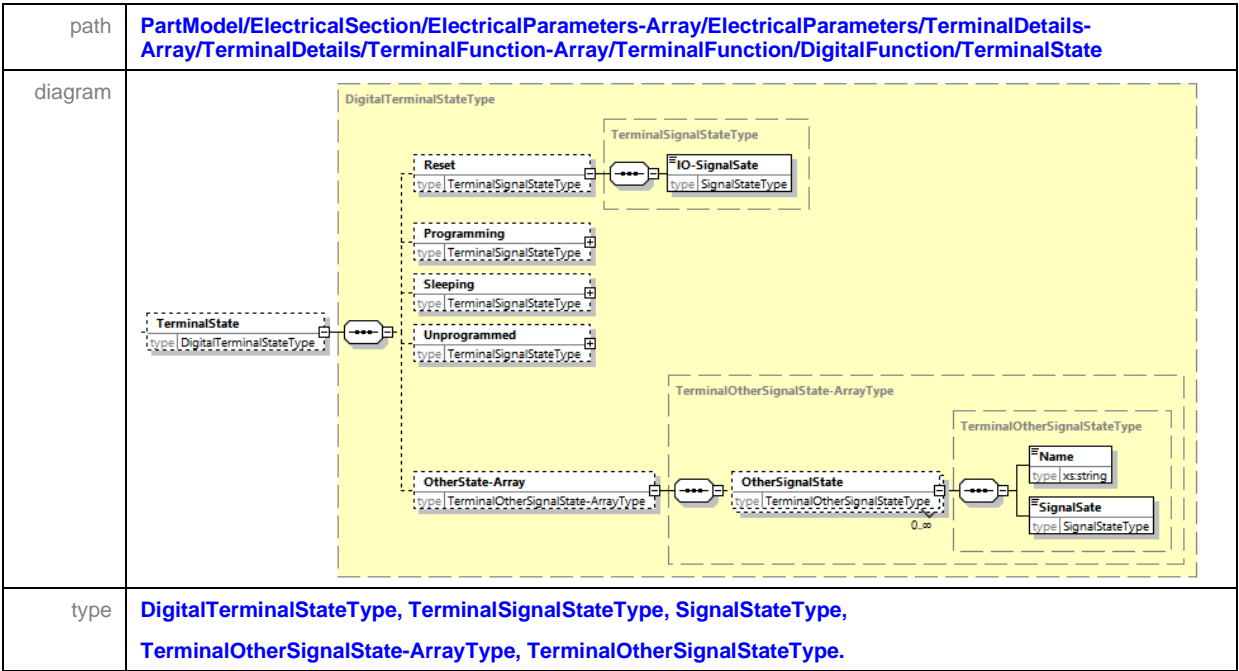 path
PartModel/ElectricalSection/ElectricalParameters-Array/ElectricalParameters/TerminalDetails-
Array/TerminalDetails/TerminalFunction-Array/TerminalFunction/DigitalFunction/TerminalState
diagram
DigitalTerminalStateType
TerminalSignalStateType
Reset
type TerminalSignalStateType
IO-SignalSate
type SignalStateType
Programming
type TerminalSignalStateType
Sleeping
type TerminalSignalStateType
TerminalState
type DigitalTerminalStateType
Unprogrammed
type TerminalSignalStateType
TerminalOtherSignalState-ArrayType
TerminalOtherSignalStateType
OtherState-Array
type TerminalOtherSignalState-ArrayType
OtherSignalState
type TerminalOtherSignalStateType
0..∞
Name
type xs:string
SignalSate
type SignalStateType
type
DigitalTerminalStateType, TerminalSignalStateType, SignalStateType,
TerminalOtherSignalState-ArrayType, TerminalOtherSignalStateType.